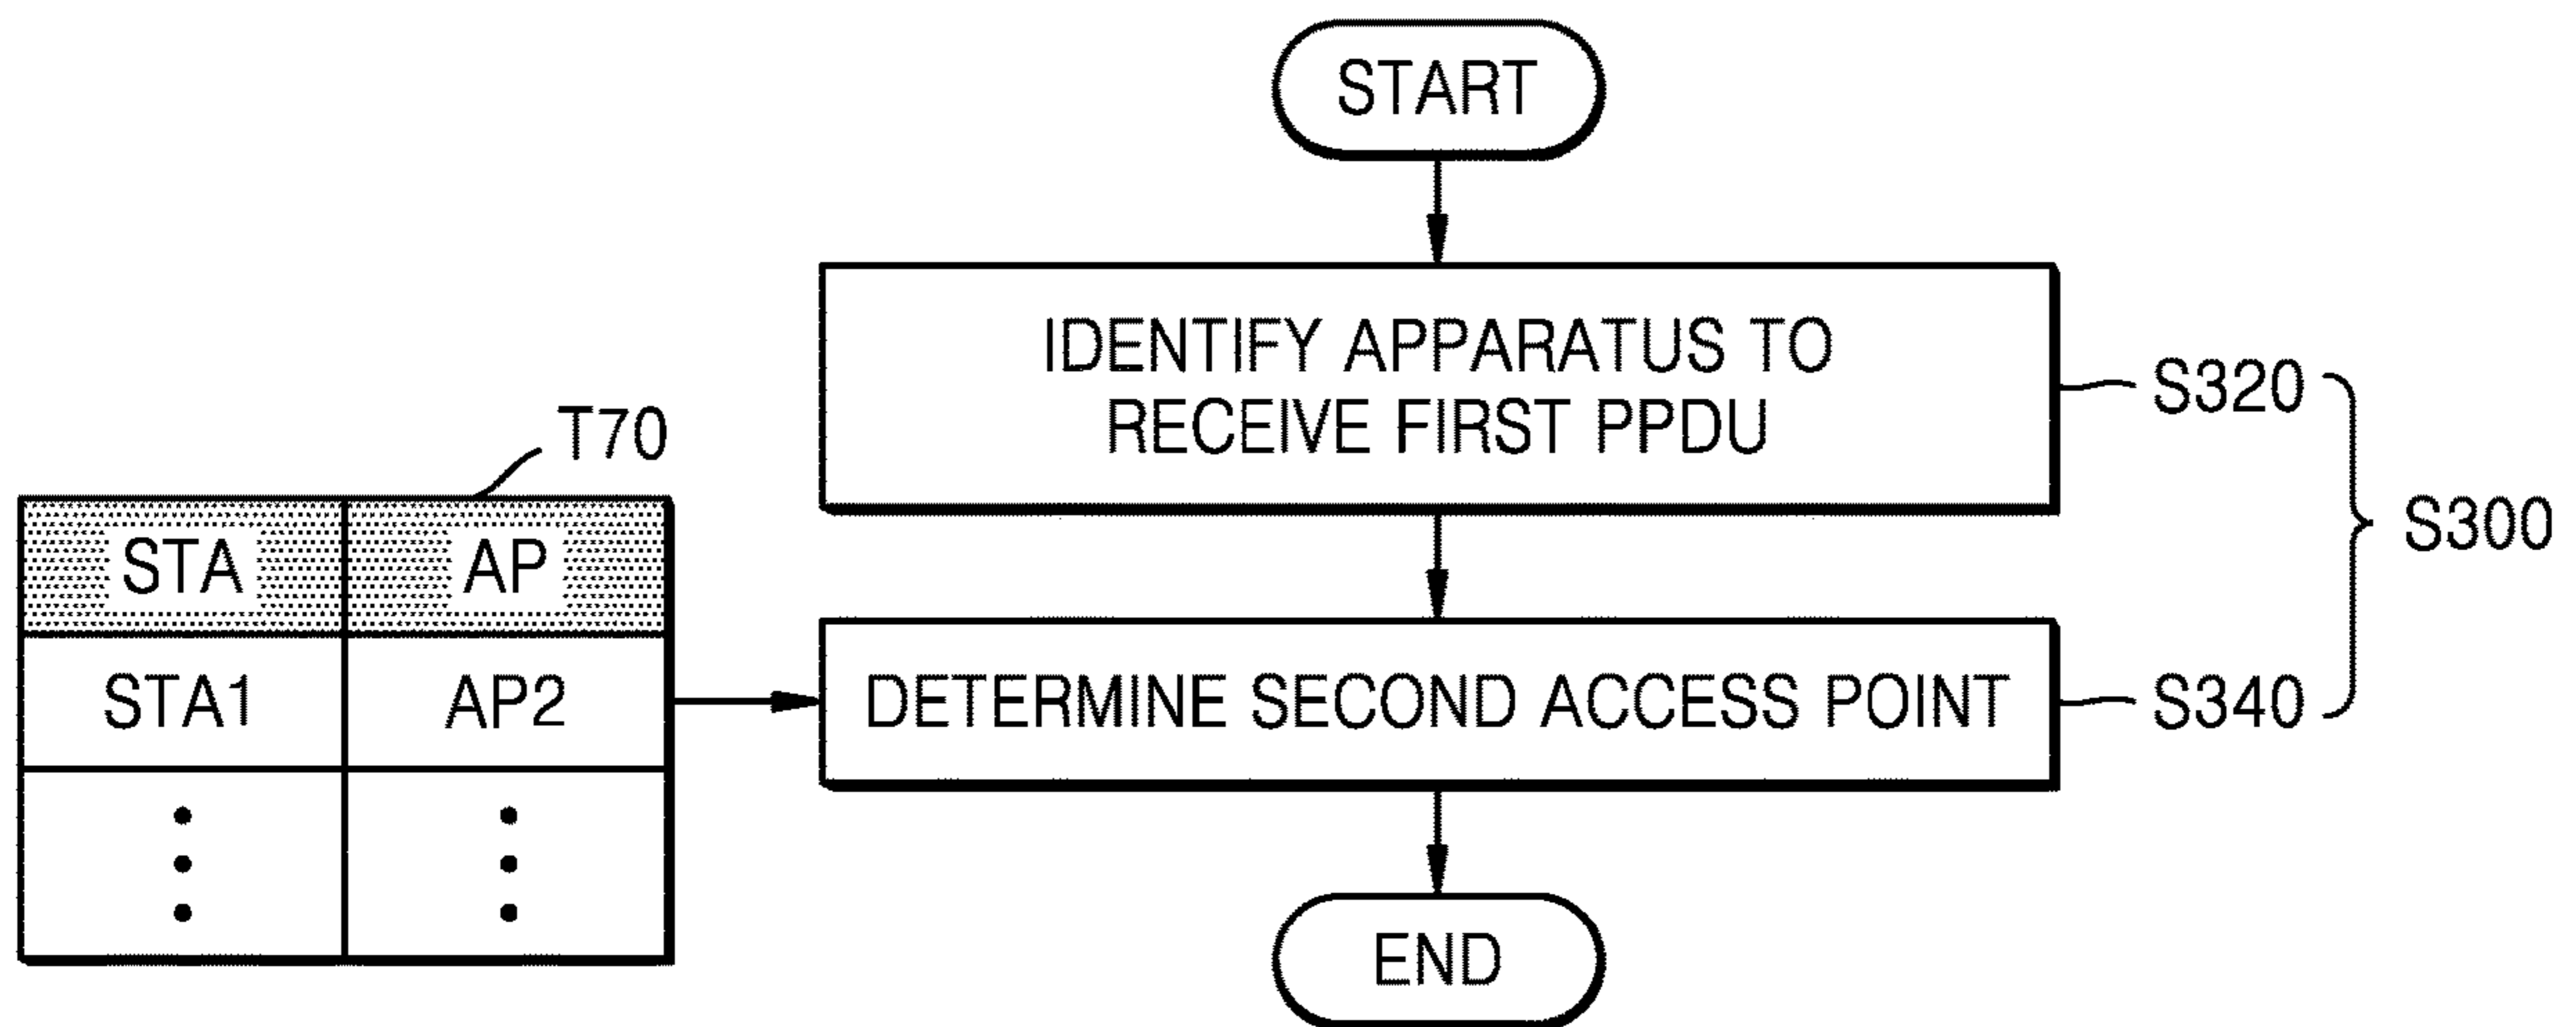 START
IDENTIFY APPARATUS TO
RECEIVE FIRST PPDU
S320
S300
T70
STA AP
STA1 AP2
DETERMINE SECOND ACCESS POINT
S340
END